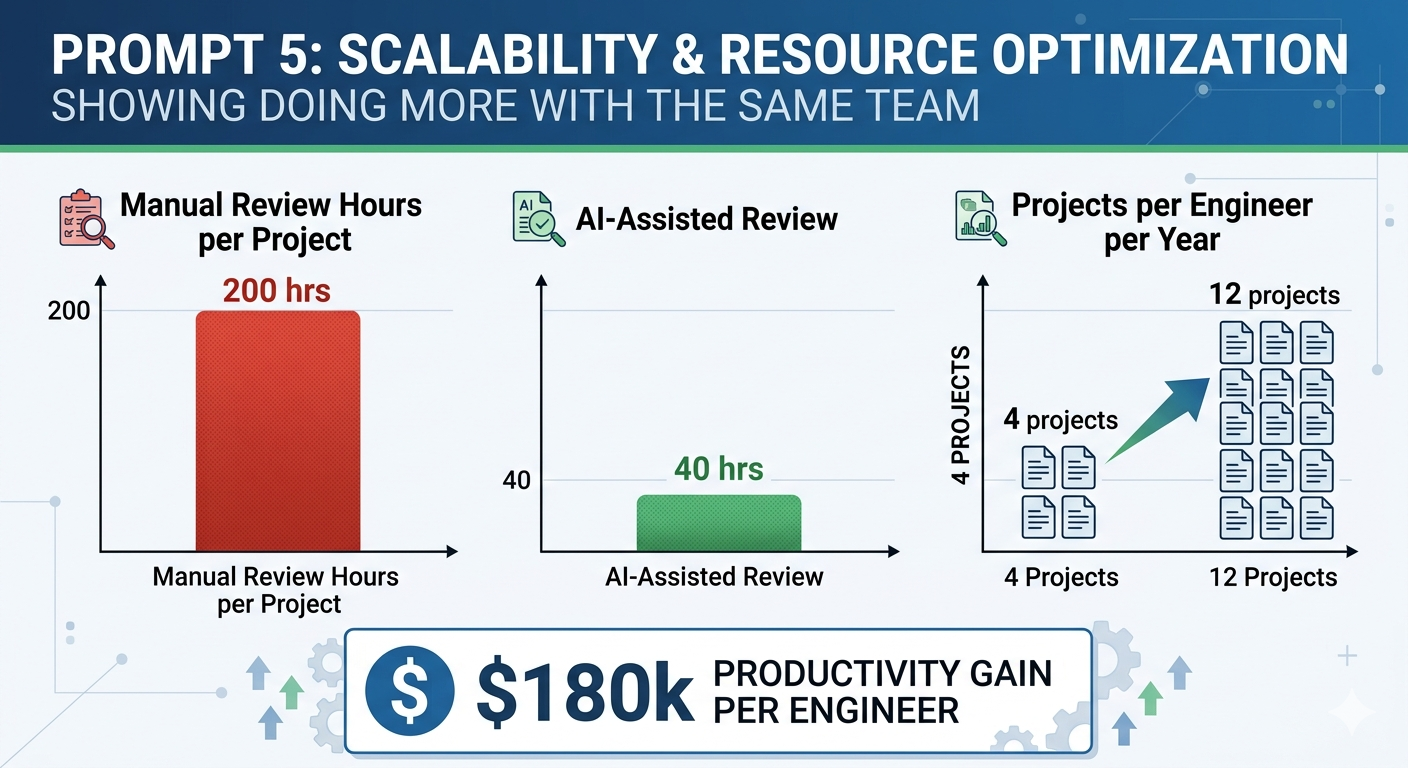 PROMPT 5: SCALABILITY & RESOURCE OPTIMIZATION
SHOWING DOING MORE WITH THE SAME TEAM
Manual Review Hours
per Project
200 hrs
200
Manual Review Hours
per Project
AI
AI-Assisted Review
40 hrs
40
AI-Assisted Review
Projects per Engineer
per Year
4 PROJECTS
4 projects
12 projects
4 Projects
12 Projects
$
$180k
PRODUCTIVITY GAIN
PER ENGINEER